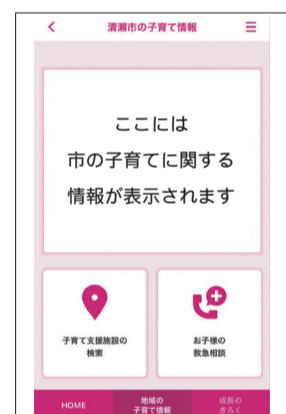 清瀬市の子育て情報
ここには
市の子育てに関する
情報が表示されます
子育て支援施設の
検索
お子様の
救急相談
HOME
地域の
子育て情報
成長の
きろく